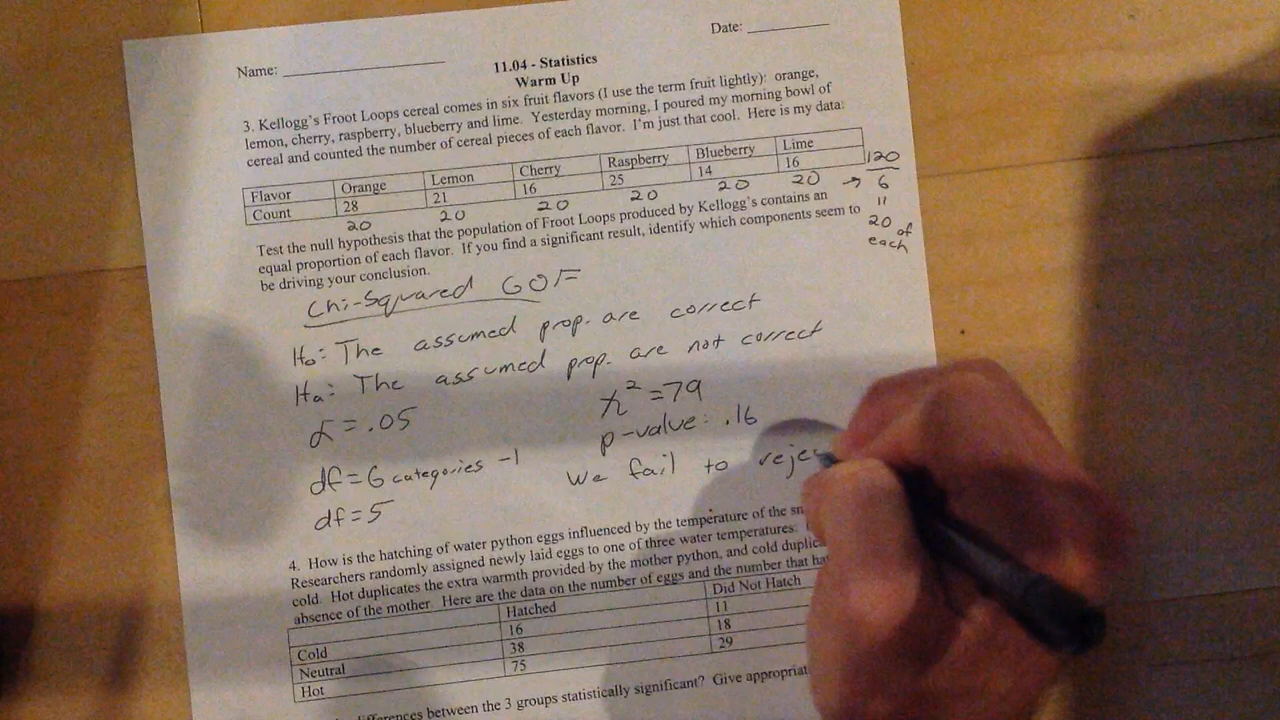 Name: ____________ Date: ________
11.04 - Statistics
Warm Up
3. Kellogg's Froot Loops cereal comes in six fruit flavors (I use the term fruit lightly): orange,
lemon, cherry, raspberry, blueberry and lime. Yesterday morning, I poured my morning bowl of
cereal and counted the number of cereal pieces of each flavor. I'm just that cool. Here is my data:
Flavor Orange Lemon Cherry Raspberry Blueberry Lime
Count 28 21 16 25 14 16
20 20 20 20 20 20 →
120
6
=
20 of
each
Test the null hypothesis that the population of Froot Loops produced by Kellogg's contains an
equal proportion of each flavor. If you find a significant result, identify which components seem to
be driving your conclusion.
Chi-Squared GOF
H₀: The assumed prop. are correct
Ha: The assumed prop. are not correct
α = .05
df = 6 categories -1
df = 5
χ² = 79
p-value: .16
We fail to rejec
4. How is the hatching of water python eggs influenced by the temperature of the
Researchers randomly assigned newly laid eggs to one of three water temperatures:
cold. Hot duplicates the extra warmth provided by the mother python, and cold
absence of the mother. Here are the data on the number of eggs and the number that
Hatched Did Not Hatch
Cold 16 11
Neutral 38 18
Hot 75 29
differences between the 3 groups statistically significant? Give